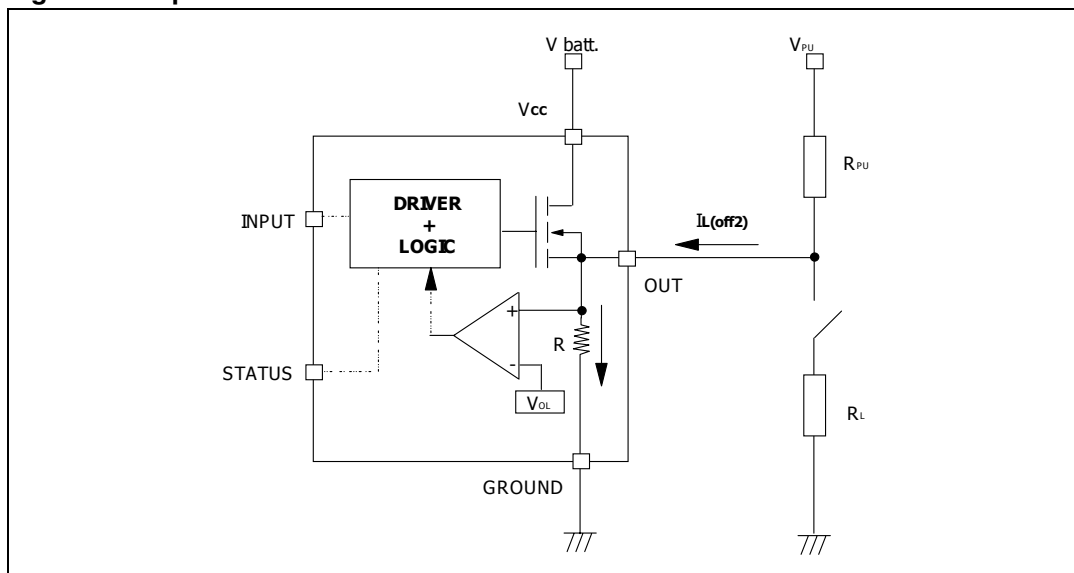 V batt.
VPU
Vcc
RPU
DRIVER
+
LOGIC
INPUT
IL(off2)
OUT
+
R
-
STATUS
VOL
RL
GROUND